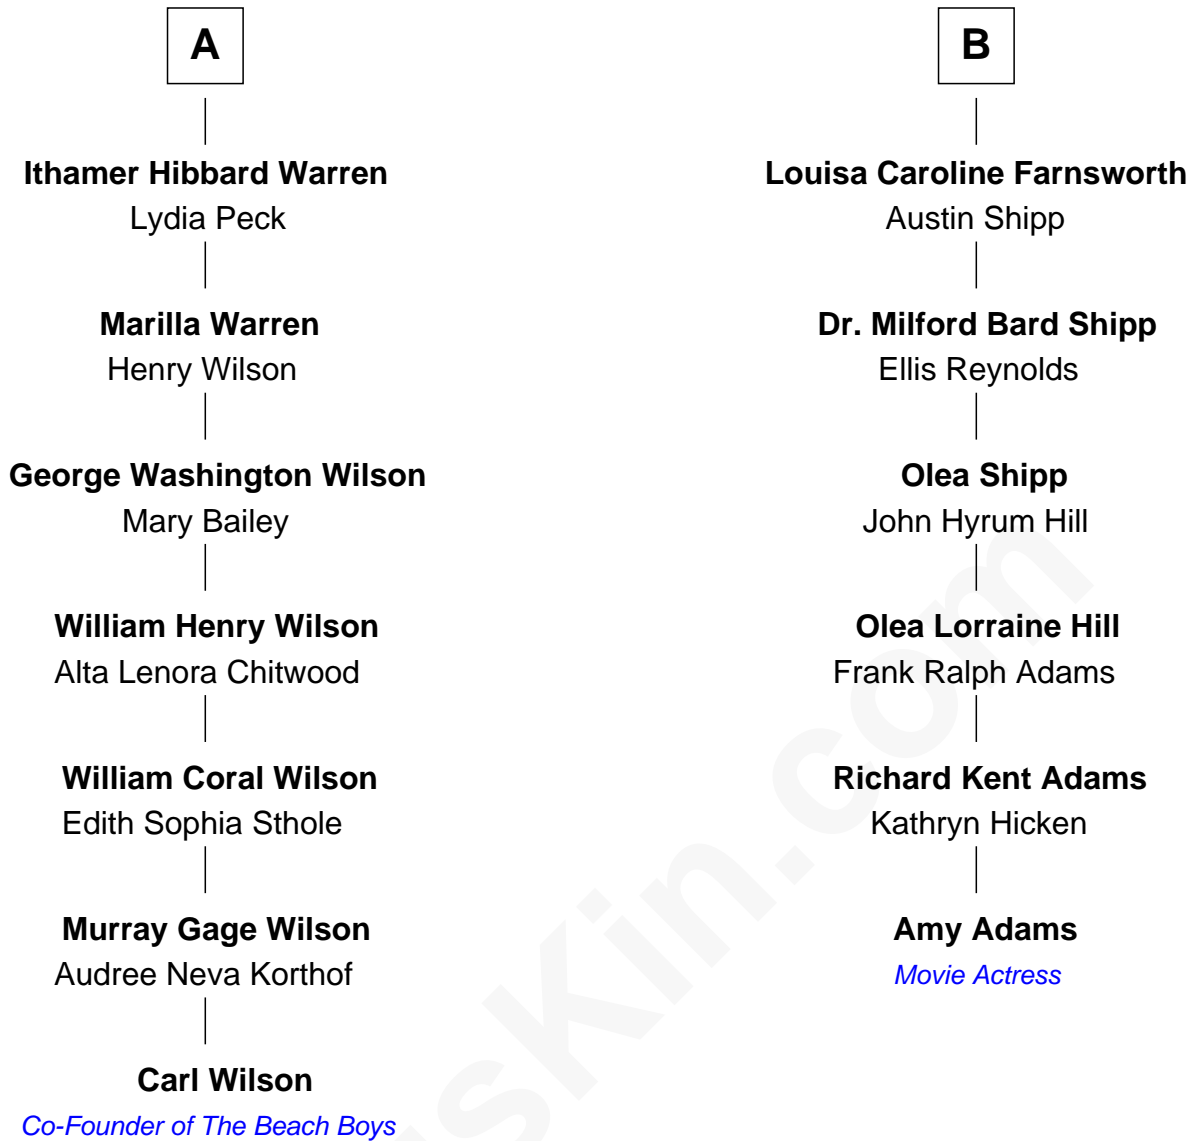 A
Ithamer Hibbard Warren
Lydia Peck
Marilla Warren
Henry Wilson
George Washington Wilson
Mary Bailey
William Henry Wilson
Alta Lenora Chitwood
William Coral Wilson
Edith Sophia Sthole
Murray Gage Wilson
Audree Neva Korthof
Carl Wilson
Co-Founder of The Beach Boys
B
Louisa Caroline Farnsworth
Austin Shipp
Dr. Milford Bard Shipp
Ellis Reynolds
Olea Shipp
John Hyrum Hill
Olea Lorraine Hill
Frank Ralph Adams
Richard Kent Adams
Kathryn Hicken
Amy Adams
Movie Actress
sKin.com